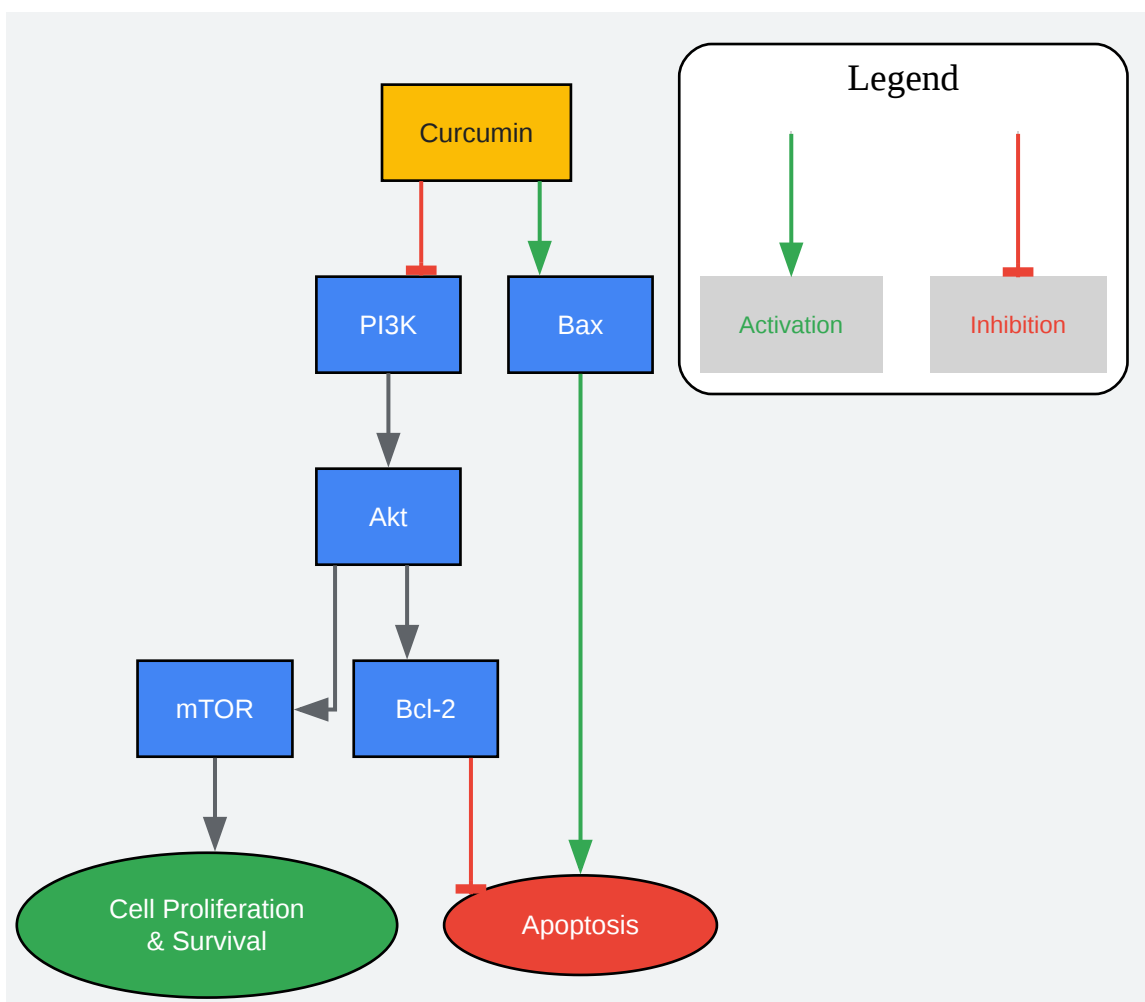 Legend
Curcumin
PI3K
Bax
Activation
Inhibition
Akt
mTOR
Bcl-2
Cell Proliferation
& Survival
Apoptosis